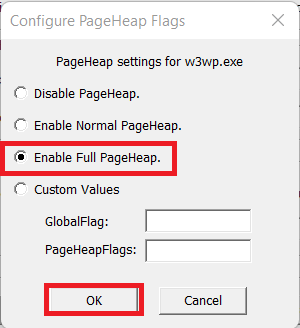 Configure PageHeap Flags
PageHeap settings for w3wp.exe
Disable PageHeap.
Enable Normal PageHeap.
Enable Full PageHeap.
Custom Values
GlobalFlag:
PageHeapFlags:
OK Cancel